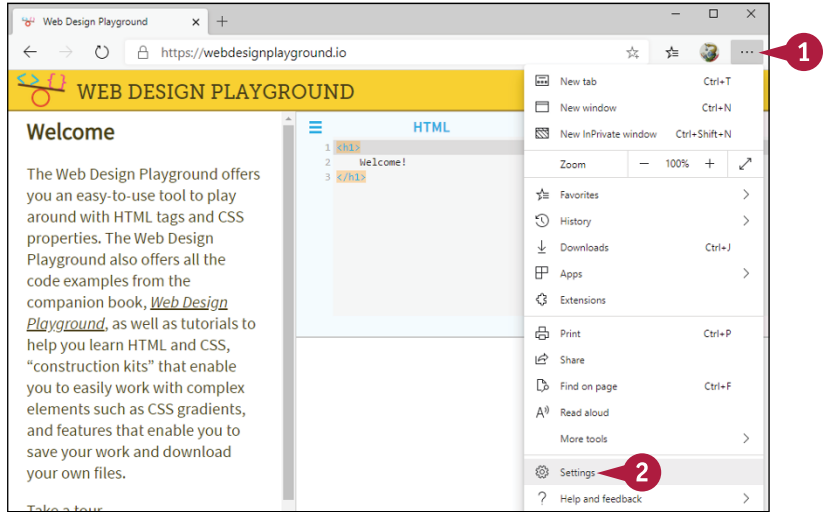 Web Design Playground
https://webdesignplayground.io
1
WEB DESIGN PLAYGROUND
Welcome
The Web Design Playground offers
you an easy-to-use tool to play
around with HTML tags and CSS
properties. The Web Design
Playground also offers all the
code examples from the
companion book, Web Design
Playground, as well as tutorials to
help you learn HTML and CSS,
“construction kits” that enable
you to easily work with complex
elements such as CSS gradients,
and features that enable you to
save your work and download
your own files.
Take a tour
HTML
1 <h1>
2 Welcome!
3 </h1>
New tab Ctrl+T
New window Ctrl+N
New InPrivate window Ctrl+Shift+N
Zoom — 100% +
Favorites
History
Downloads Ctrl+J
Apps
Extensions
Print Ctrl+P
Share
Find on page Ctrl+F
Read aloud
More tools
Settings 2
Help and feedback